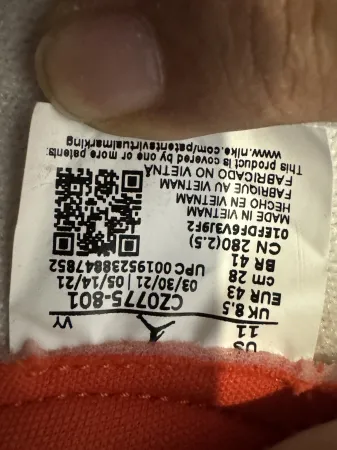 US
11 VY
UK 8.5
EUR 43 CZ0775-801
cm 28 03/30/21 | 05/14/21
BR 41 UPC 00195238847852
CN 280(2.5)
MADE IN VIETNAM
HECHO EN VIETNAM
FABRIQUE AU VIETNAM
FABRICADO NO VIETNÃ
This product is covered by one or more patents:
www.nike.com/patentsvirtualmarking